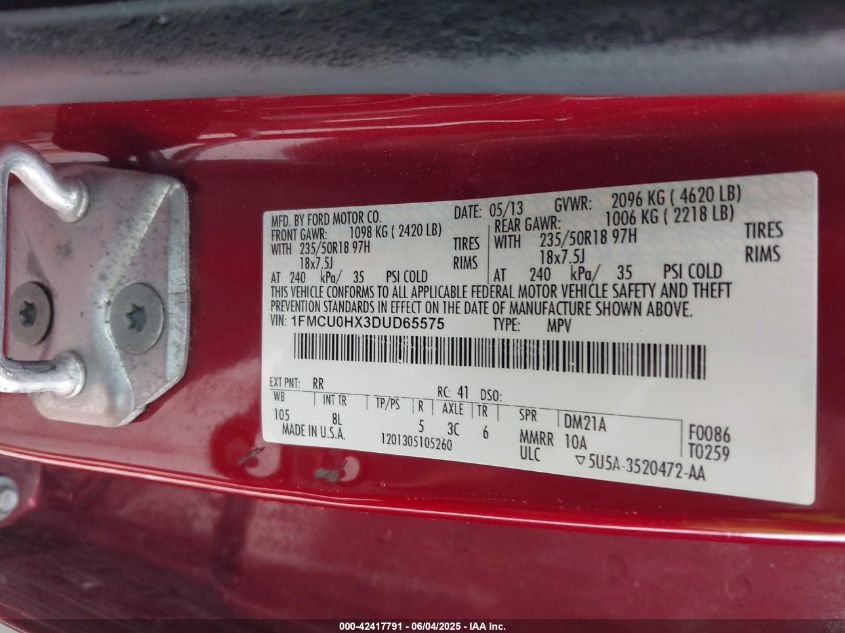 MFD. BY FORD MOTOR CO. DATE: 05/13 GVWR: 2096 KG ( 4620 LB)
FRONT GAWR: 1098 KG ( 2420 LB) REAR GAWR: 1006 KG ( 2218 LB)
WITH 235/50R18 97H TIRES WITH 235/50R18 97H TIRES
18x7.5J RIMS 18x7.5J RIMS
AT 240 kPa/ 35 PSI COLD AT 240 kPa/ 35 PSI COLD
THIS VEHICLE CONFORMS TO ALL APPLICABLE FEDERAL MOTOR VEHICLE SAFETY AND THEFT
PREVENTION STANDARDS IN EFFECT ON THE DATE OF MANUFACTURE SHOWN ABOVE.
VIN: 1FMCU0HX3DUD65575 TYPE: MPV
EXT PNT: RR RC: 41 DSO:
WB INT TR TP/PS R AXLE TR SPR DM21A F0086
105 8L 5 3C 6 MMRR 10A T0259
MADE IN U.S.A. 1201305105260 ULC ▽5U5A-3520472-AA
000-42417791 - 06/04/2025 - IAA Inc.